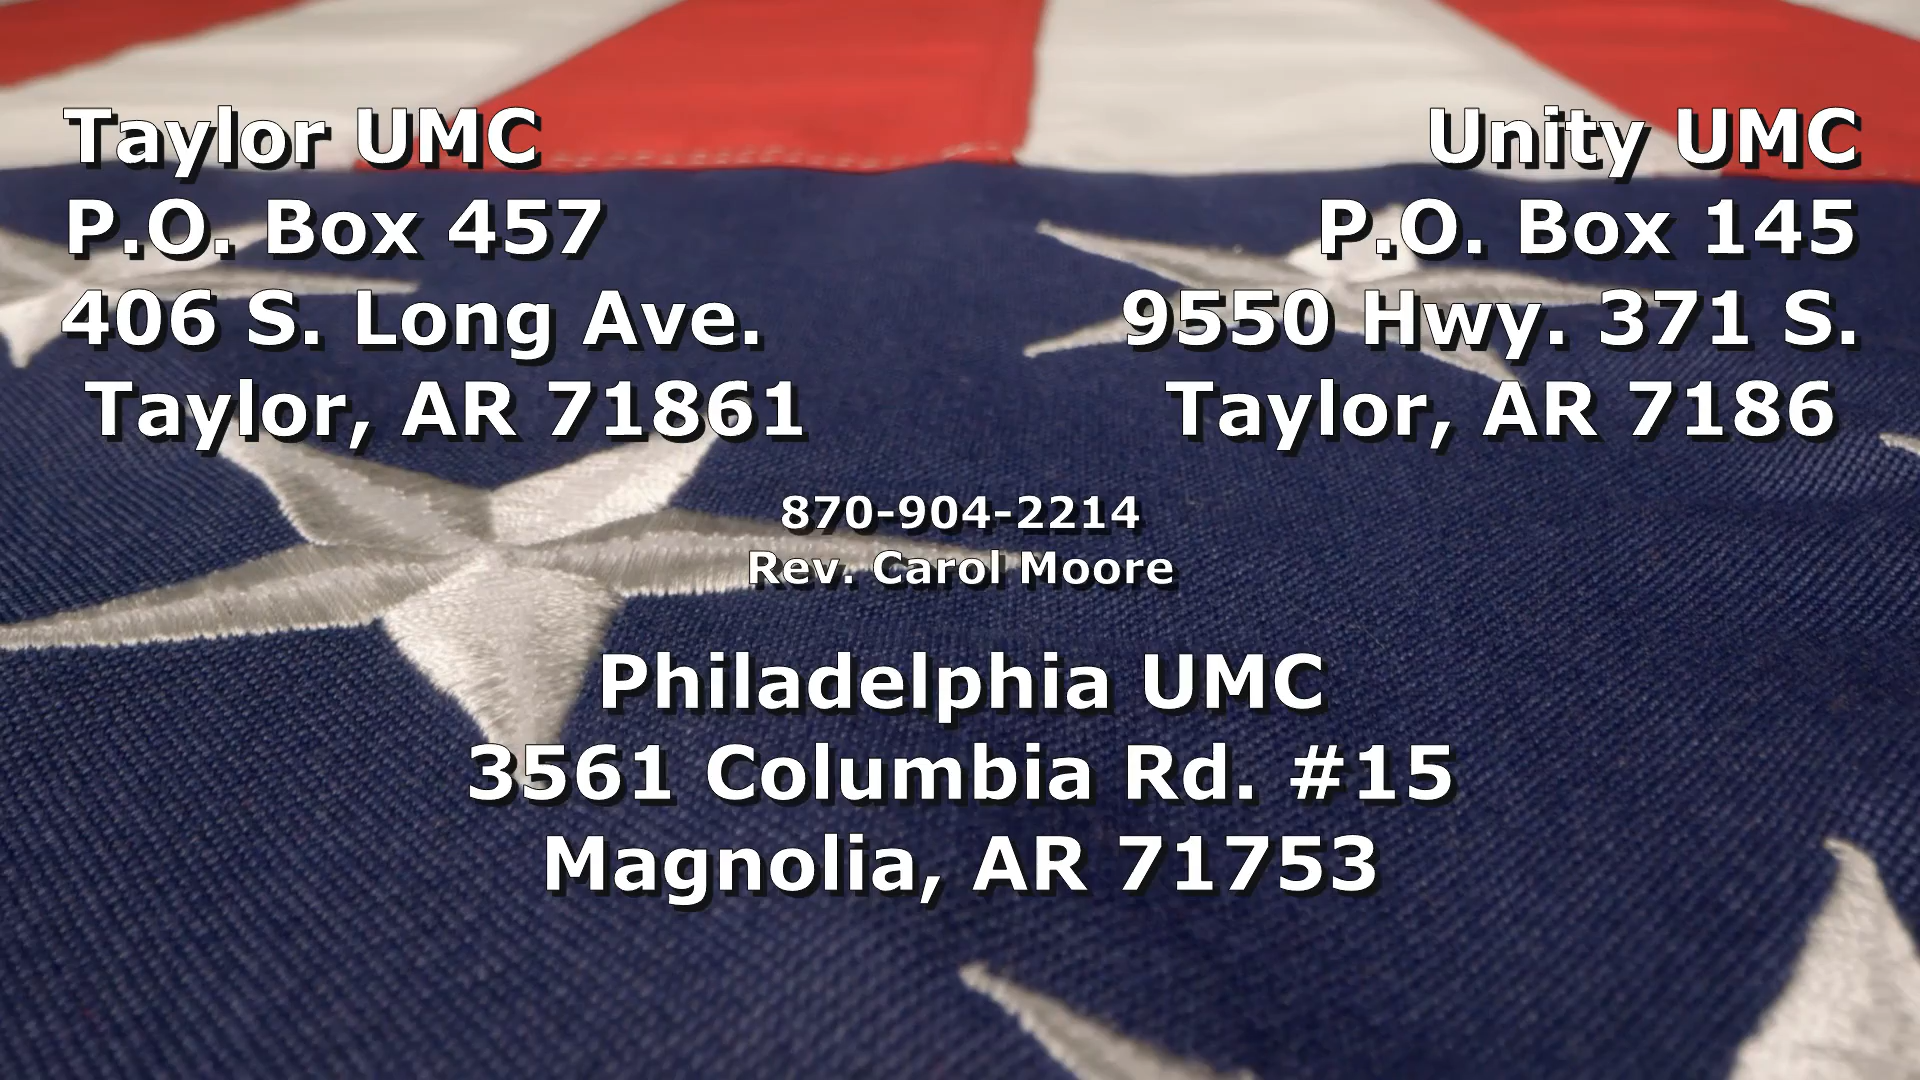 Taylor UMC
P.O. Box 457
406 S. Long Ave.
Taylor, AR 71861
Unity UMC
P.O. Box 145
9550 Hwy. 371 S.
Taylor, AR 7186
870-904-2214
Rev. Carol Moore
Philadelphia UMC
3561 Columbia Rd. #15
Magnolia, AR 71753